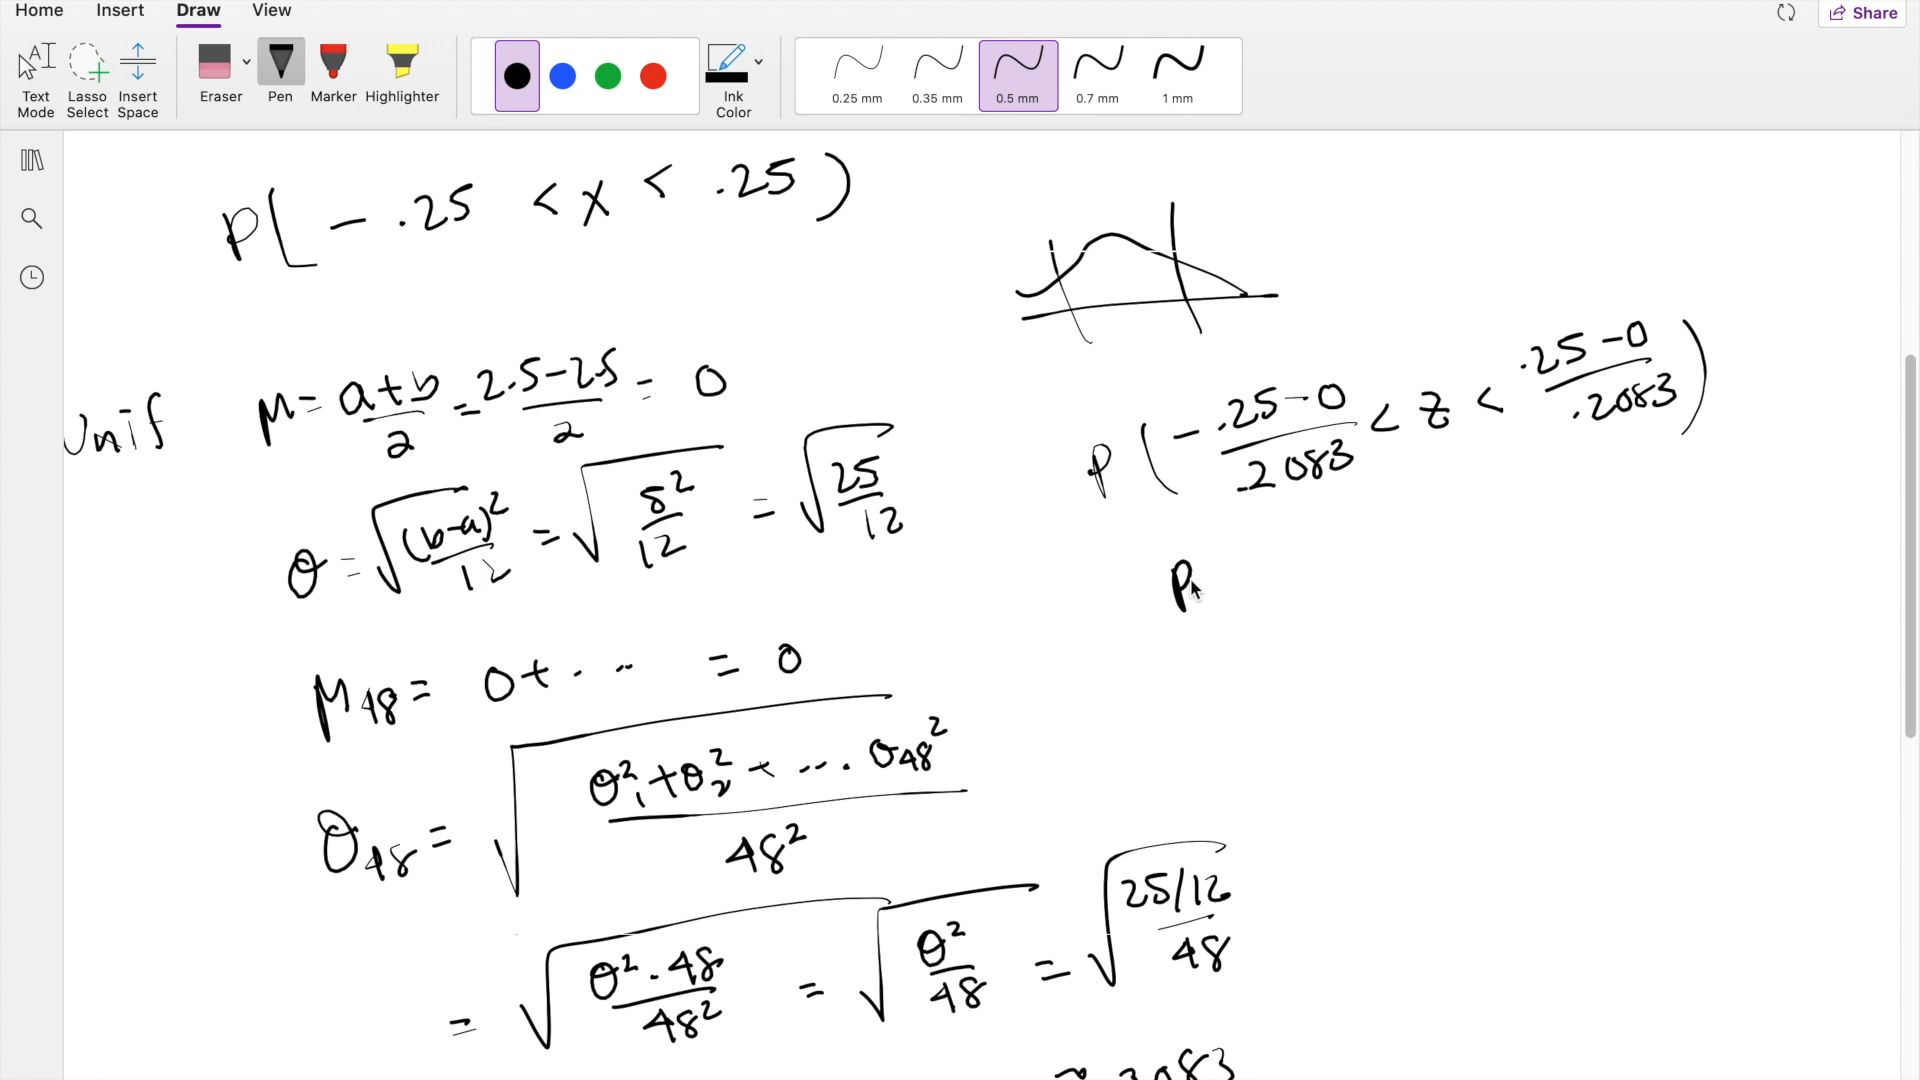 Home Insert Draw View Share
Text Mode Lasso Select Insert Space Eraser Pen Marker Highlighter Ink Color 0.25 mm 0.35 mm 0.5 mm 0.7 mm 1 mm
P( - .25 < x < .25 )
Unif μ = a+b/2 = 2.5-2.5/2 = 0
σ = √((b-a)²/12) = √(5²/12) = √(25/12)
P( - .25-0/.2083 < z < .25-0/.2083 )
P
μ48 = 0+ ... = 0
σ48 = √(σ1²+σ2²+ ... σ48²/48²)
= √(σ²·48/48²) = √(σ²/48) = √(25/12/48)
≈ .2083